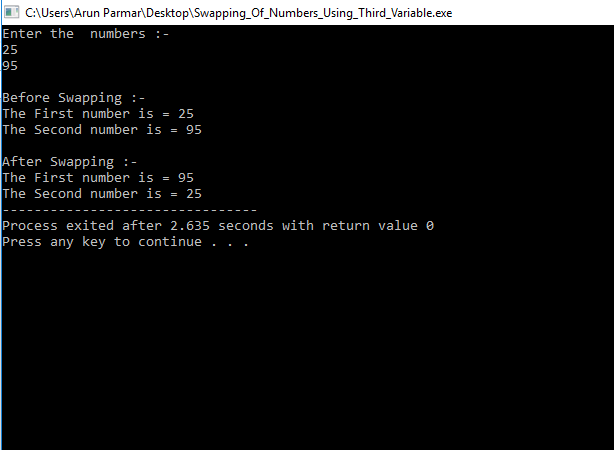 C:\Users\Arun Parmar\Desktop\Swapping_Of_Numbers_Using_Third_Variable.exe
Enter the  numbers :-
25
95
Before Swapping :-
The First number is = 25
The Second number is = 95
After Swapping :-
The First number is = 95
The Second number is = 25
--------------------------------
Process exited after 2.635 seconds with return value 0
Press any key to continue . . .